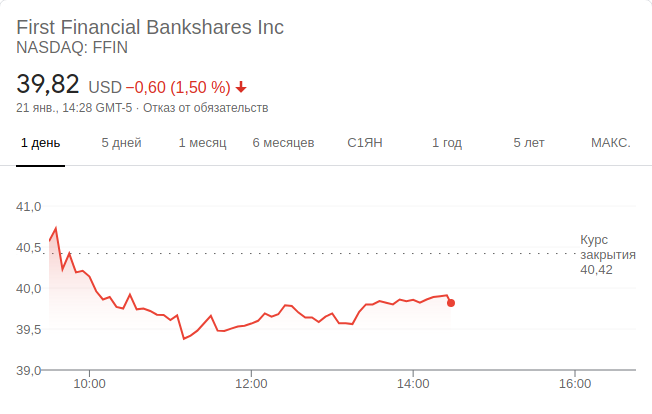 First Financial Bankshares Inc
NASDAQ: FFIN
39,82 USD −0,60 (1,50 %)
21 янв., 14:28 GMT-5 · Отказ от обязательств
1 день 5 дней 1 месяц 6 месяцев С1ЯН 1 год 5 лет МАКС.
41,0
40,5
40,0
39,5
39,0
Курс
закрытия
40,42
10:00 12:00 14:00 16:00